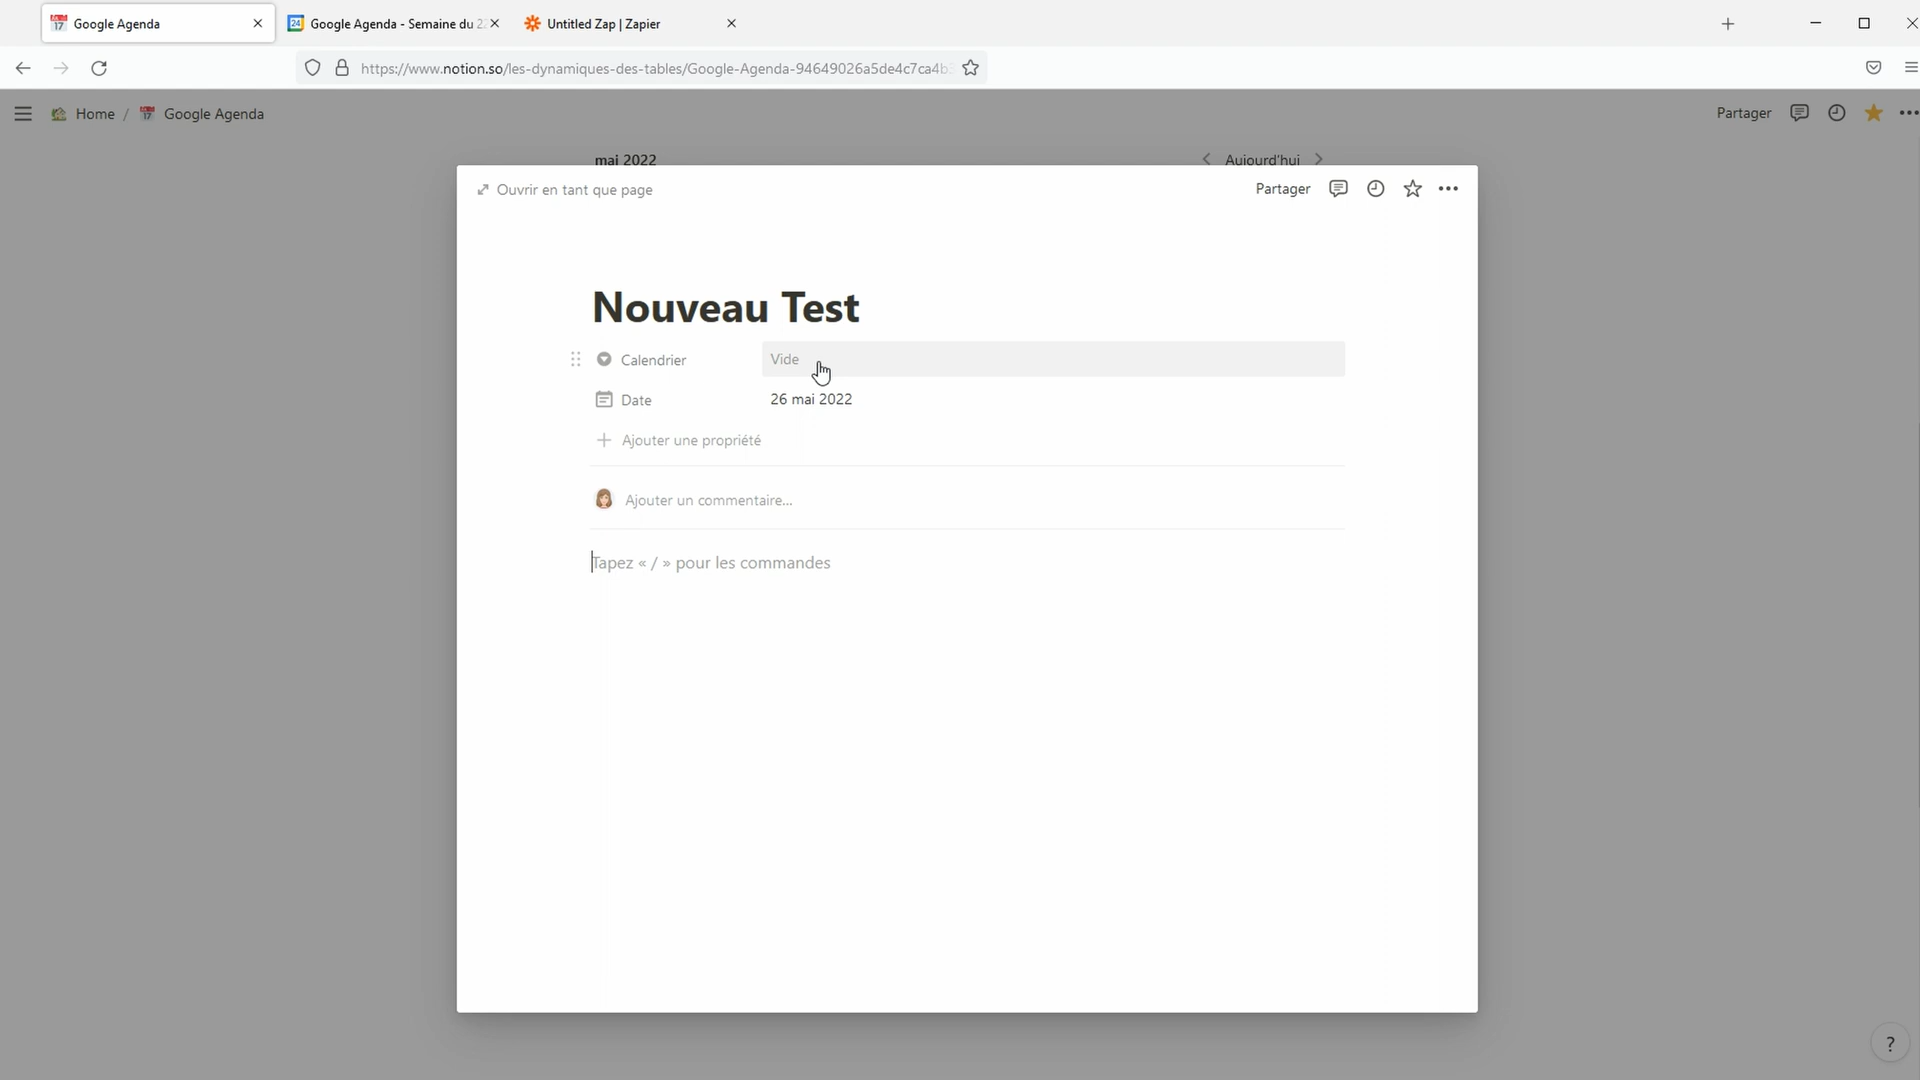 Google Agenda
Google Agenda - Semaine du 2
Untitled Zap | Zapier
https://www.notion.so/les-dynamiques-des-tables/Google-Agenda-94649026a5de4c7ca4b
Home / Google Agenda
Partager
mai 2022
Aujourd'hui
Ouvrir en tant que page
Partager
Nouveau Test
Calendrier
Vide
Date
26 mai 2022
Ajouter une propriété
Ajouter un commentaire...
Tapez « / » pour les commandes
?